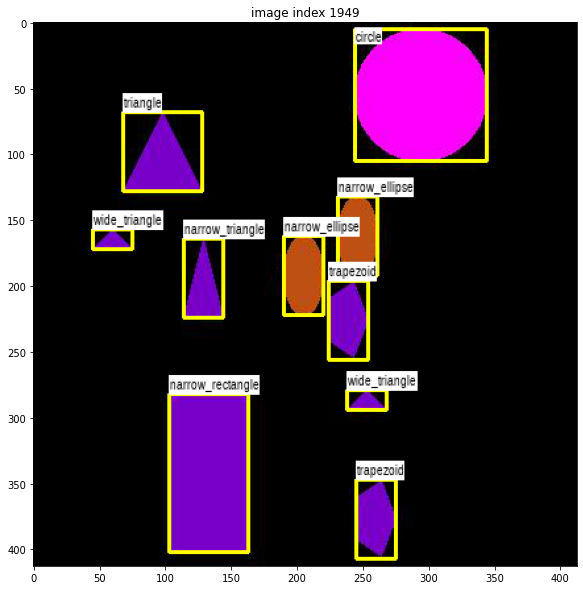 image index 1949
0
circle
50
triangle
100
narrow_ellipse
150
wide_triangle
narrow_triangle
narrow_ellipse
200
trapezoid
250
narrow_rectangle
wide_triangle
300
350
trapezoid
400
0 50 100 150 200 250 300 350 400